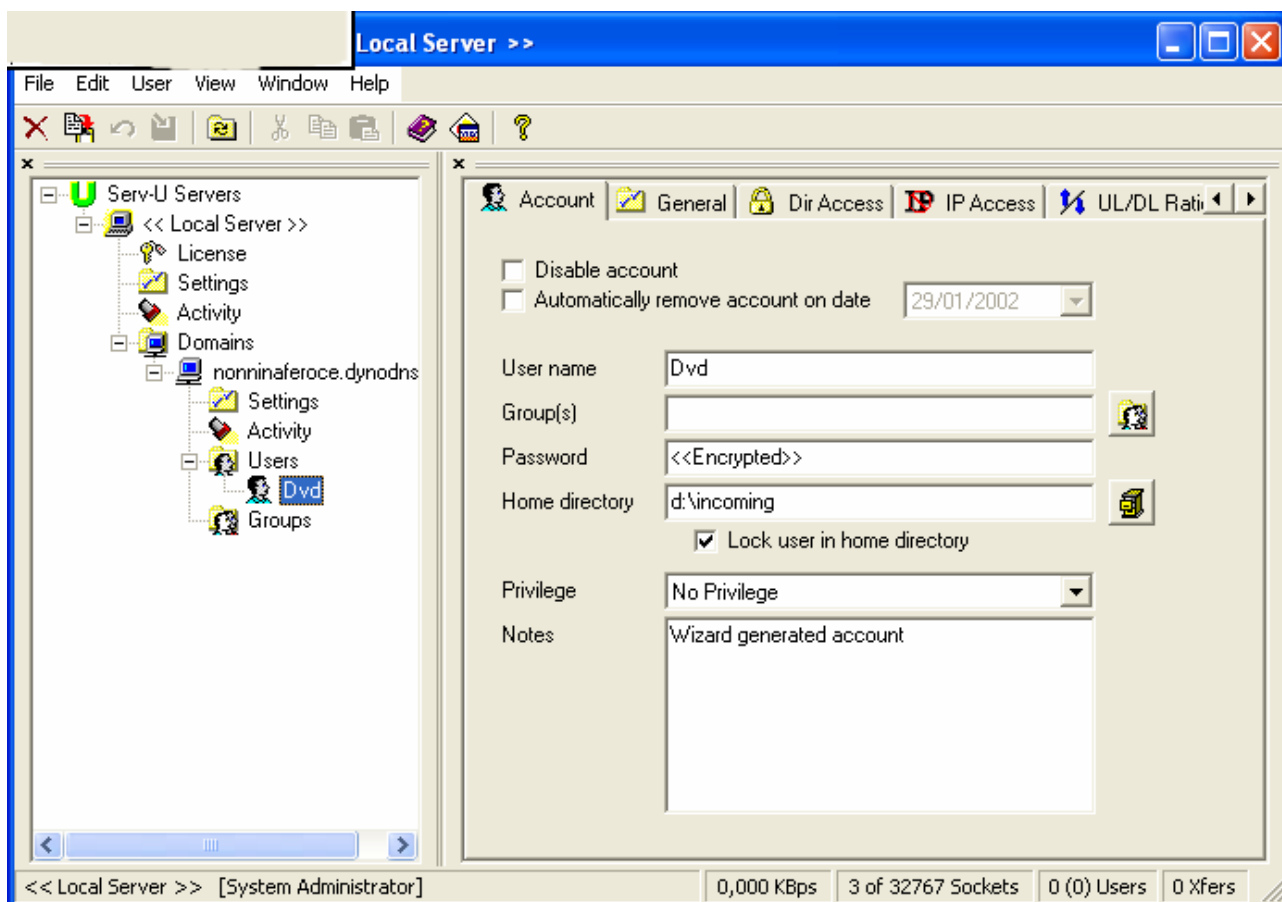 Local Server >>
File Edit User View Window Help
Serv-U Servers
<< Local Server >>
License
Settings
Activity
Domains
nonninaferoce.dynodns
Settings
Activity
Users
Dvd
Groups
Account General Dir Access IP Access UL/DL Rati
Disable account
Automatically remove account on date 29/01/2002
User name Dvd
Group(s)
Password <<Encrypted>>
Home directory d:\incoming
Lock user in home directory
Privilege No Privilege
Notes Wizard generated account
<< Local Server >> [System Administrator] 0,000 KBps 3 of 32767 Sockets 0 (0) Users 0 Xfers